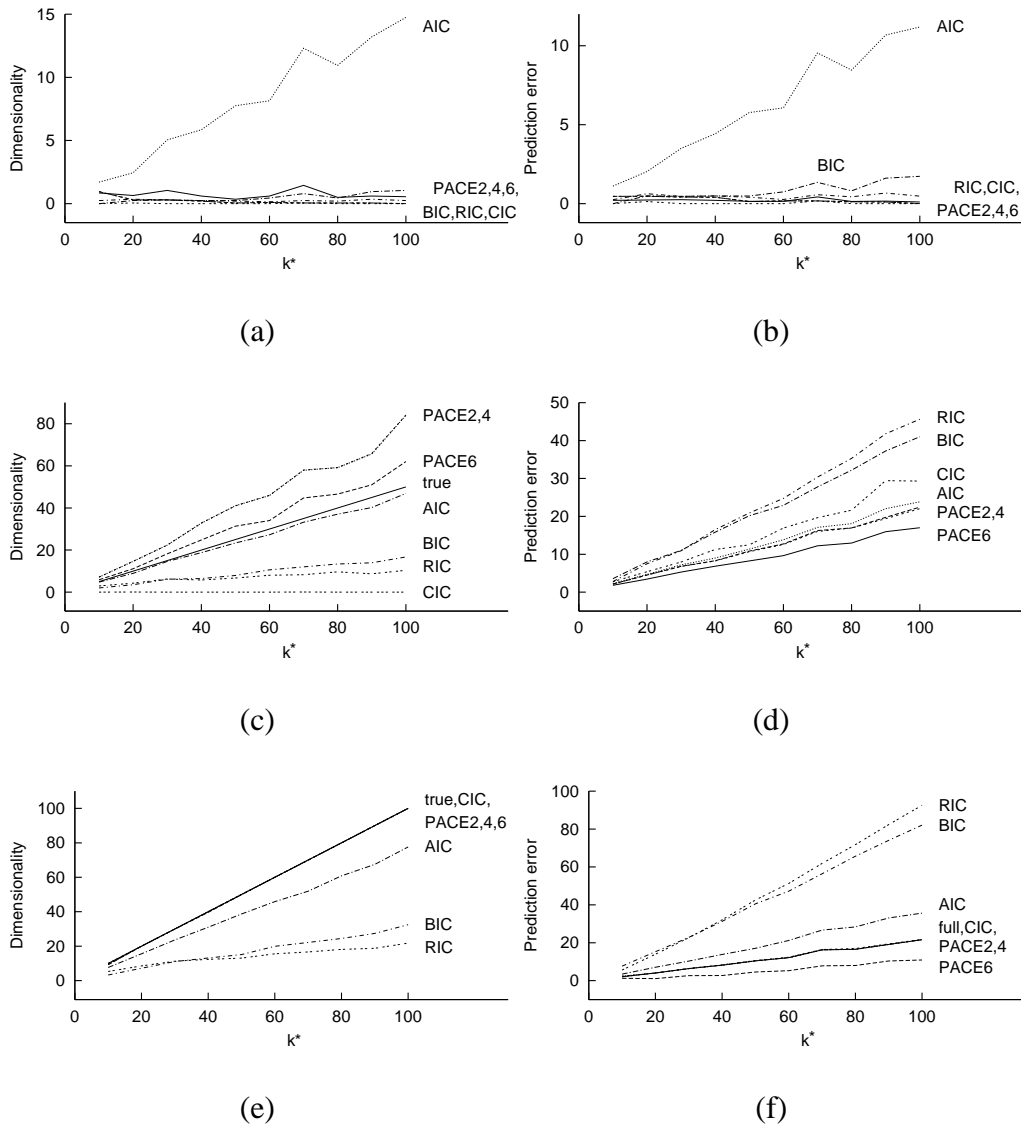 15
10
5
0
0
20
40
60
80
100
Dimensionality
k*
AIC
PACE2,4,6,
BIC,RIC,CIC
(a)
10
5
0
0
20
40
60
80
100
Prediction error
k*
AIC
BIC
RIC,CIC,
PACE2,4,6
(b)
80
60
40
20
0
0
20
40
60
80
100
Dimensionality
k*
PACE2,4
PACE6
true
AIC
BIC
RIC
CIC
(c)
50
40
30
20
10
0
0
20
40
60
80
100
Prediction error
k*
RIC
BIC
CIC
AIC
PACE2,4
PACE6
(d)
100
80
60
40
20
0
0
20
40
60
80
100
Dimensionality
k*
true,CIC,
PACE2,4,6
AIC
BIC
RIC
(e)
100
80
60
40
20
0
0
20
40
60
80
100
Prediction error
k*
RIC
BIC
AIC
full,CIC,
PACE2,4
PACE6
(f)